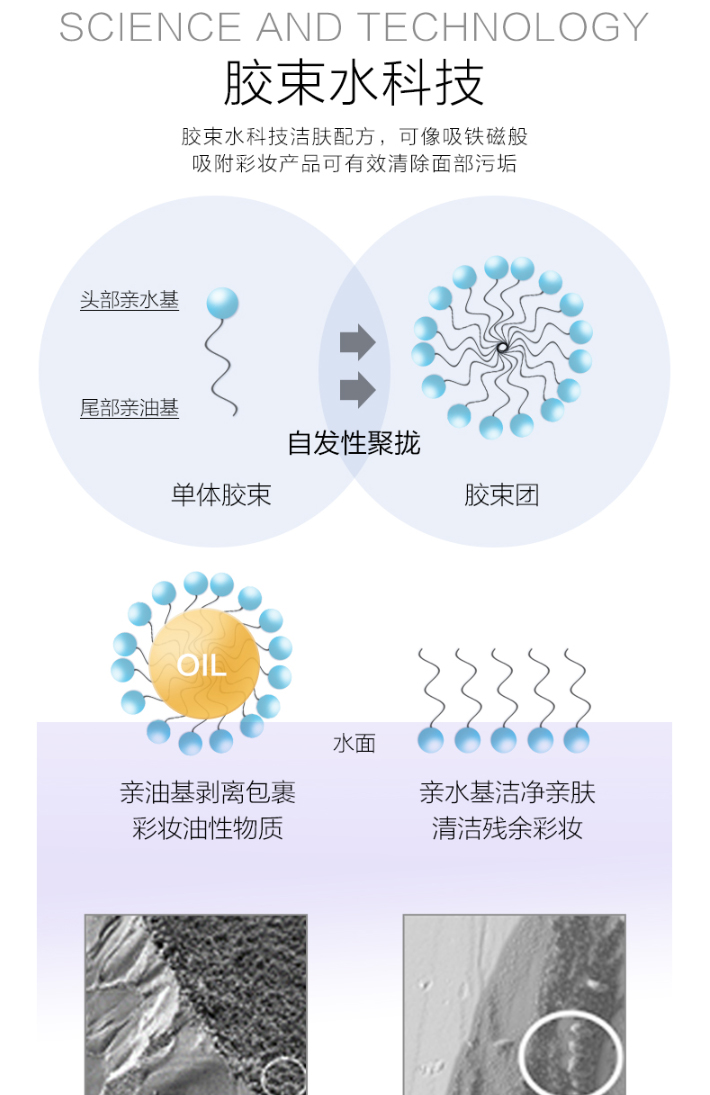 SCIENCE AND TECHNOLOGY
胶束水科技
胶束水科技洁肤配方，可像吸铁磁般
吸附彩妆产品可有效清除面部污垢
头部亲水基
尾部亲油基
自发性聚拢
单体胶束
胶束团
OIL
水面
亲油基剥离包裹
彩妆油性物质
亲水基洁净亲肤
清洁残余彩妆